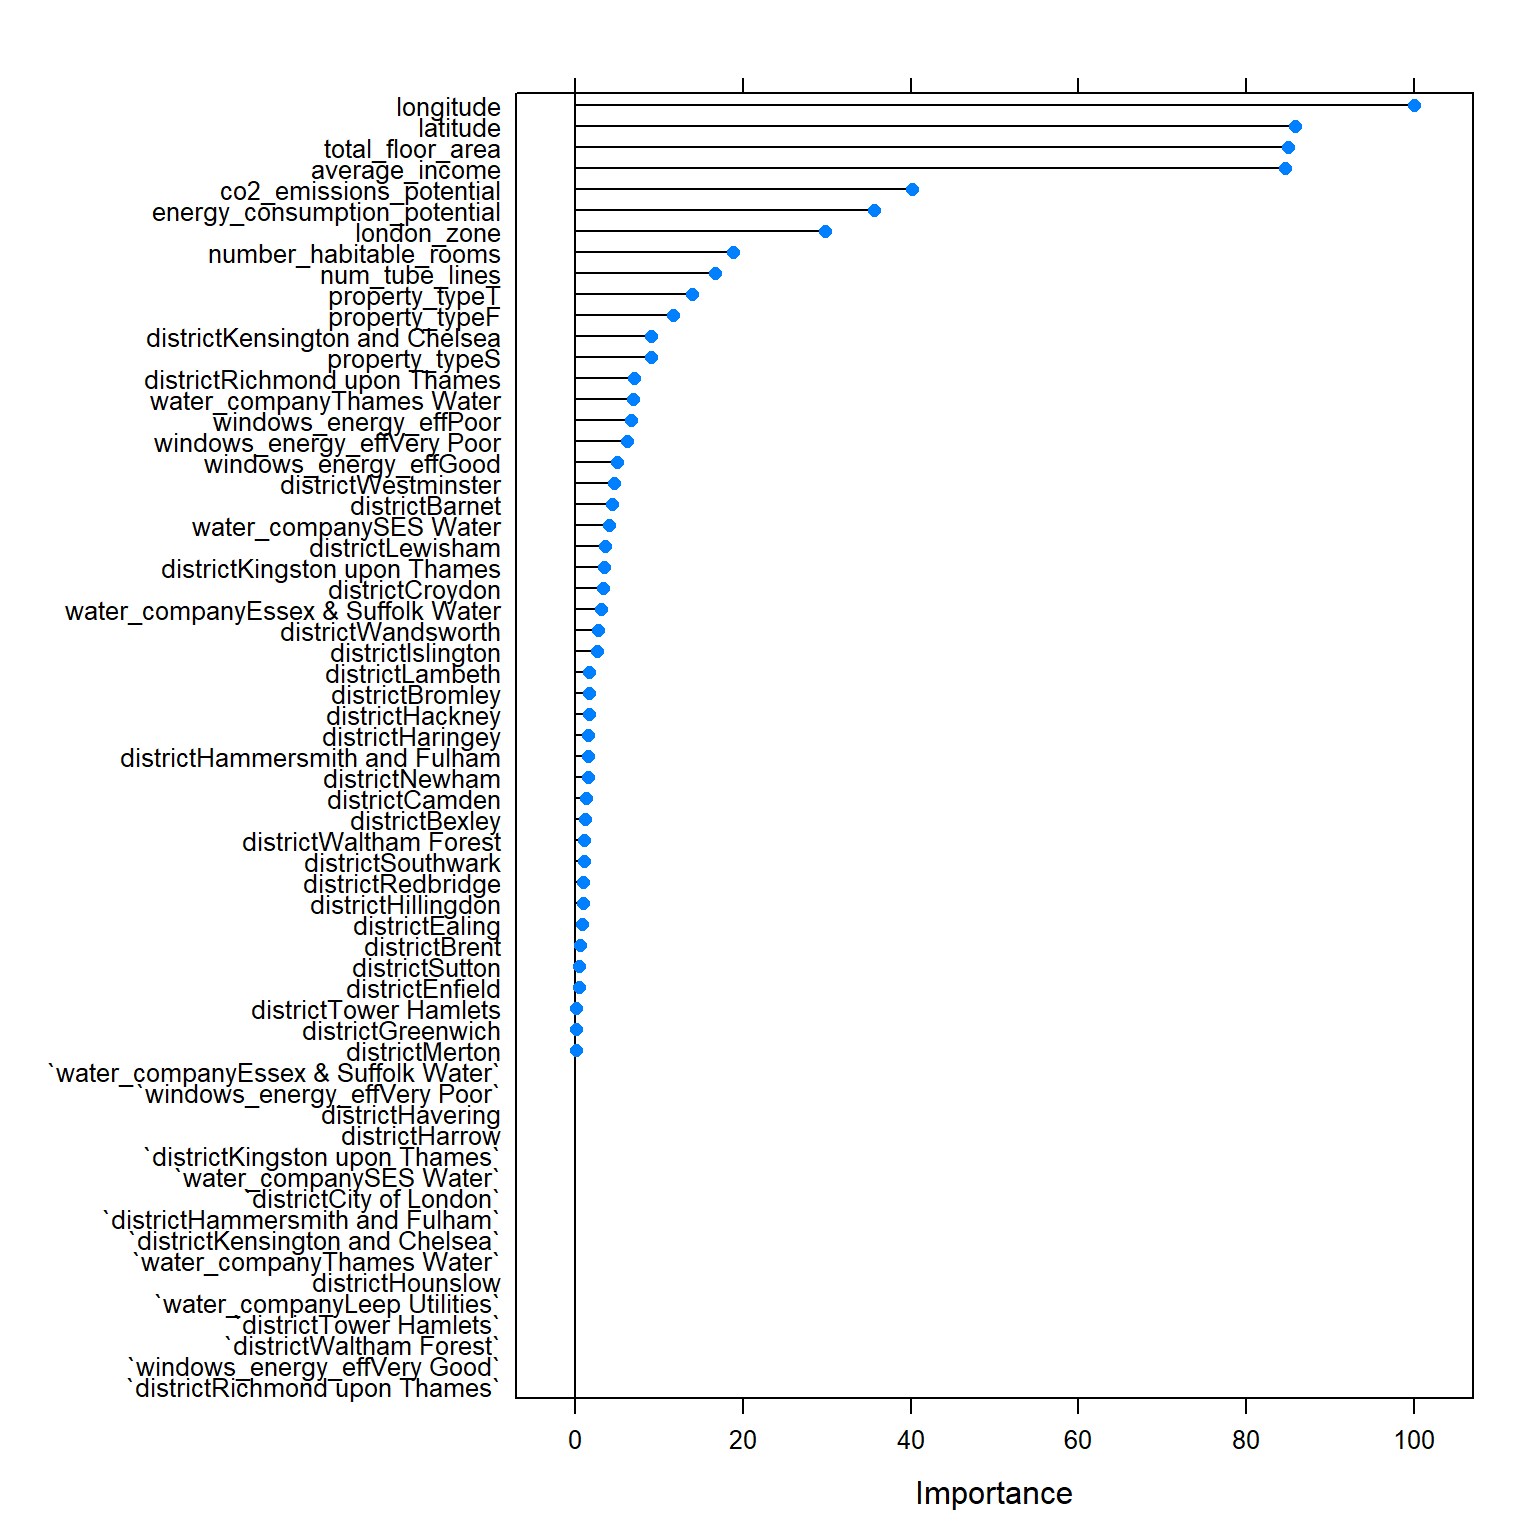 longitude
latitude
total_floor_area
average_income
co2_emissions_potential
energy_consumption_potential
london_zone
number_habitable_rooms
num_tube_lines
property_typeT
property_typeF
districtKensington and Chelsea
property_typeS
districtRichmond upon Thames
water_companyThames Water
windows_energy_effPoor
windows_energy_effVery Poor
windows_energy_effGood
districtWestminster
districtBarnet
water_companySES Water
districtLewisham
districtKingston upon Thames
districtCroydon
water_companyEssex & Suffolk Water
districtWandsworth
districtIslington
districtLambeth
districtBromley
districtHackney
districtHaringey
districtHammersmith and Fulham
districtNewham
districtCamden
districtBexley
districtWaltham Forest
districtSouthwark
districtRedbridge
districtHillingdon
districtEaling
districtBrent
districtSutton
districtEnfield
districtTower Hamlets
districtGreenwich
districtMerton
`water_companyEssex & Suffolk Water`
`windows_energy_effVery Poor`
districtHavering
districtHarrow
`districtKingston upon Thames`
`water_companySES Water`
`districtCity of London`
`districtHammersmith and Fulham`
`districtKensington and Chelsea`
`water_companyThames Water`
districtHounslow
`water_companyLeep Utilities`
`districtTower Hamlets`
`districtWaltham Forest`
`windows_energy_effVery Good`
`districtRichmond upon Thames`
0 20 40 60 80 100
Importance